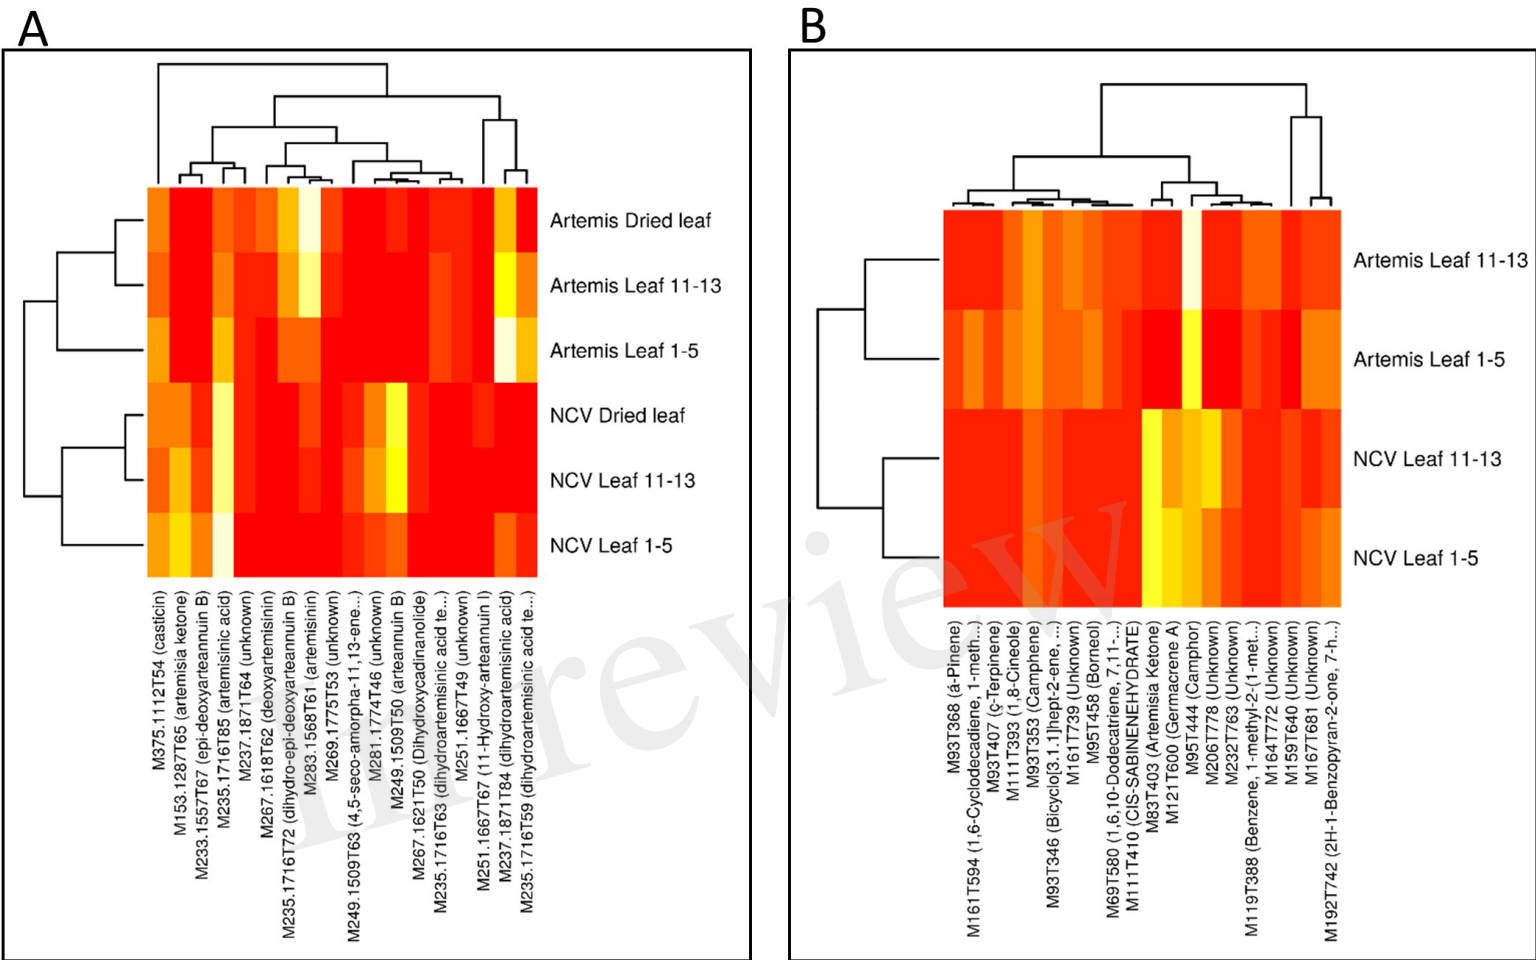 A
B
Artemis Dried leaf
Artemis Leaf 11-13
Artemis Leaf 1-5
NCV Dried leaf
NCV Leaf 11-13
NCV Leaf 1-5
M375.1112T54 (casticin)
M153.1287T65 (artemisia ketone)
M233.1557T67 (epi-deoxyarteannuin B)
M235.1716T85 (artemisinic acid)
M237.1871T64 (unknown)
M267.1618T62 (deoxyartemisinin)
M235.1716T72 (dihydro-epi-deoxyarteannuin B)
M283.1568T61 (artemisinin)
M269.1775T53 (unknown)
M249.1509T63 (4,5-seco-amorpha-11,13-ene...)
M281.1774T46 (unknown)
M249.1509T50 (arteannuin B)
M267.1621T50 (Dihydroxycadinanolide)
M235.1716T63 (dihydroartemisinic acid te...)
M251.1667T49 (unknown)
M251.1667T67 (11-Hydroxy-arteannuin I)
M237.1871T84 (dihydroartemisinic acid)
M235.1716T59 (dihydroartemisinic acid te...)
Artemis Leaf 11-13
Artemis Leaf 1-5
NCV Leaf 11-13
NCV Leaf 1-5
M93T368 (á-Pinene)
M161T594 (1,6-Cyclodecadiene, 1-meth...)
M93T407 (ç-Terpinene)
M111T393 (1,8-Cineole)
M93T353 (Camphene)
M93T346 (Bicyclo[3.1.1]hept-2-ene, ...)
M161T739 (Unknown)
M95T458 (Borneol)
M69T580 (1,6,10-Dodecatriene, 7,11-...)
M111T410 (CIS-SABINENEHYDRATE)
M83T403 (Artemisia Ketone)
M121T600 (Germacrene A)
M95T444 (Camphor)
M206T778 (Unknown)
M232T763 (Unknown)
M119T388 (Benzene, 1-methyl-2-(1-met...)
M164T772 (Unknown)
M159T640 (Unknown)
M167T681 (Unknown)
M192T742 (2H-1-Benzopyran-2-one, 7-h...)
In review